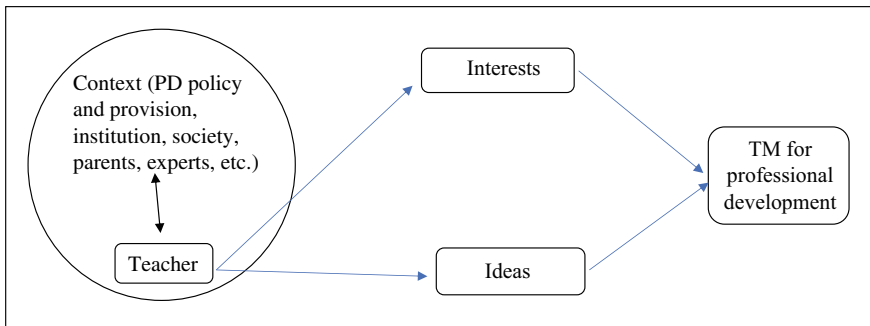 Context (PD policy
and provision,
institution, society,
parents, experts, etc.)
Teacher
Interests
Ideas
TM for
professional
development